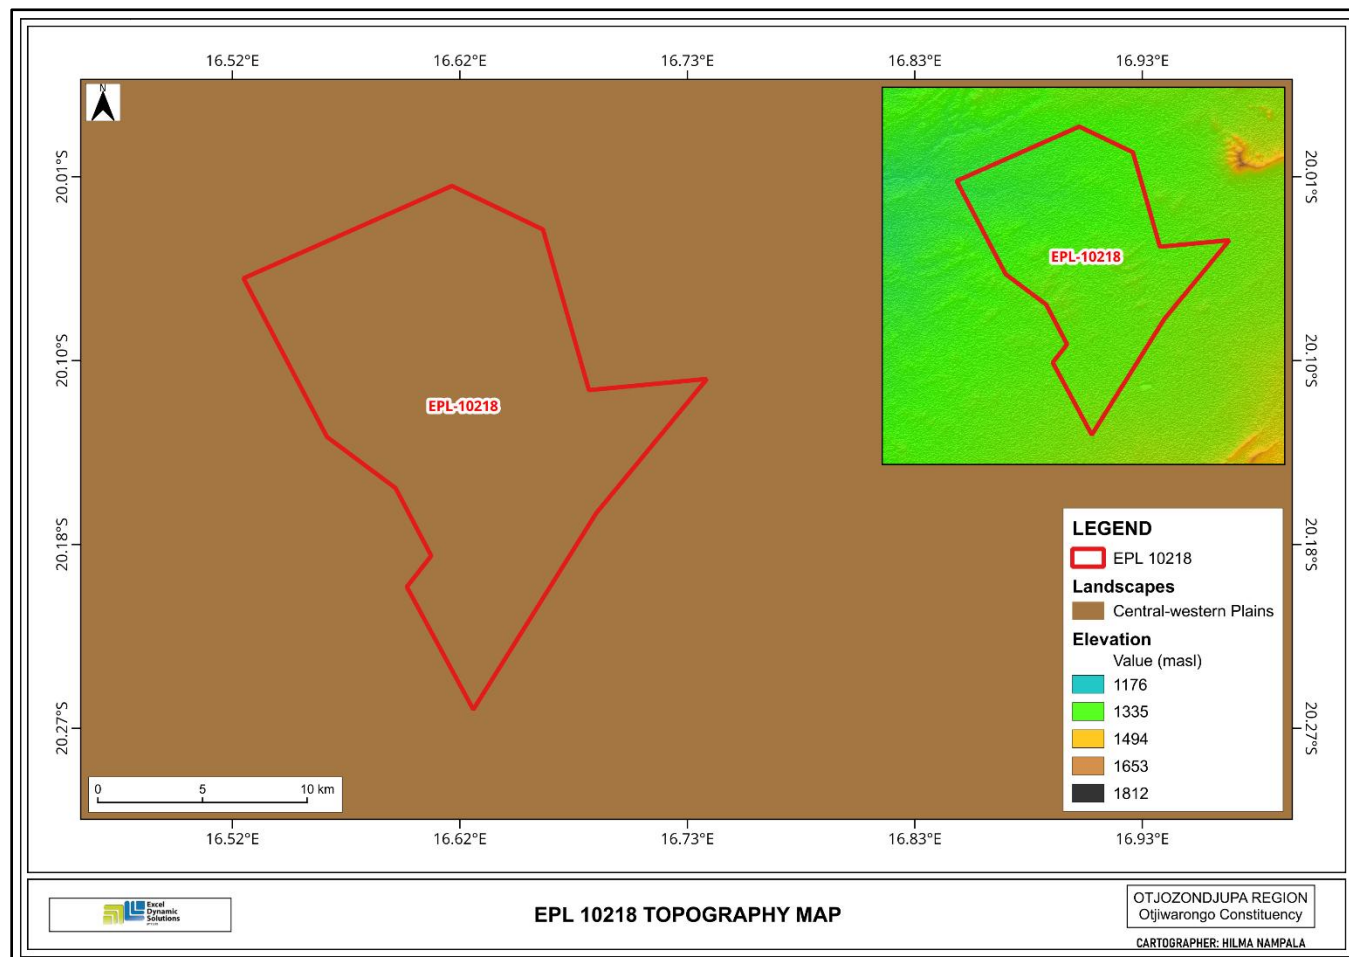 16.52°E 16.62°E 16.73°E 16.83°E 16.93°E
N
20.01°S
20.10°S
20.18°S
20.27°S
EPL-10218
EPL-10218
20.01°S
20.10°S
20.18°S
20.27°S
LEGEND
EPL 10218
Landscapes
Central-western Plains
Elevation
Value (masl)
1176
1335
1494
1653
1812
0 5 10 km
16.52°E 16.62°E 16.73°E 16.83°E 16.93°E
Excel
Dynamic
Solutions
EPL 10218 TOPOGRAPHY MAP
OTJOZONDJUPA REGION
Otjiwarongo Constituency
CARTOGRAPHER: HILMA NAMPALA